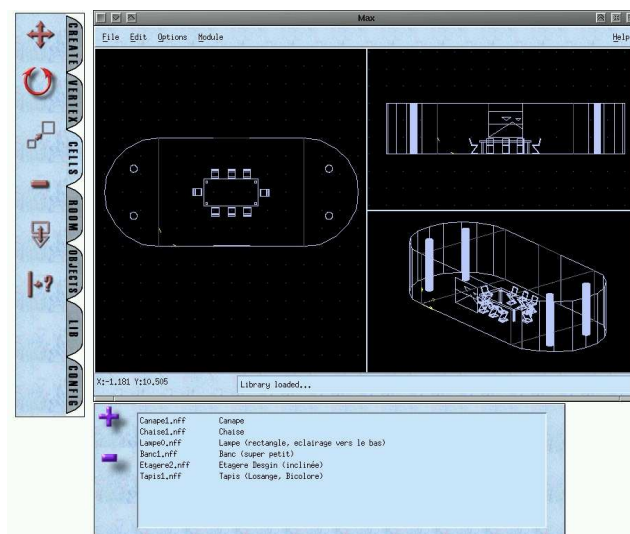 Max
File Edit Options Module Help
CREATE
VERTEX
CELLS
ROOM
OBJECTS
LIB
CONFIG
?
X:-1.181 Y:10.505
Library loaded...
Canape1.nff Canape
Chaise1.nff Chaise
Lampe0.nff Lampe (rectangle, eclairage vers le bas)
Banc1.nff Banc (super petit)
Etagere2.nff Etagere Desgin (inclinée)
Tapis1.nff Tapis (Losange, Bicolore)